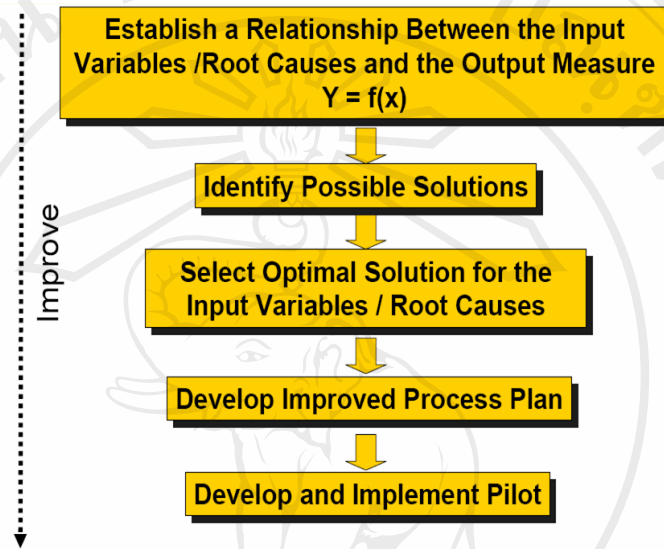 Establish a Relationship Between the Input
Variables /Root Causes and the Output Measure
Y = f(x)
Identify Possible Solutions
Select Optimal Solution for the
Input Variables / Root Causes
Develop Improved Process Plan
Develop and Implement Pilot
Improve